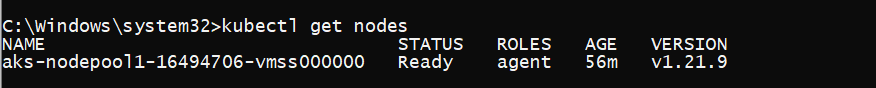 C:\Windows\system32>kubectl get nodes
NAME STATUS ROLES AGE VERSION
aks-nodepool1-16494706-vmss000000 Ready agent 56m v1.21.9